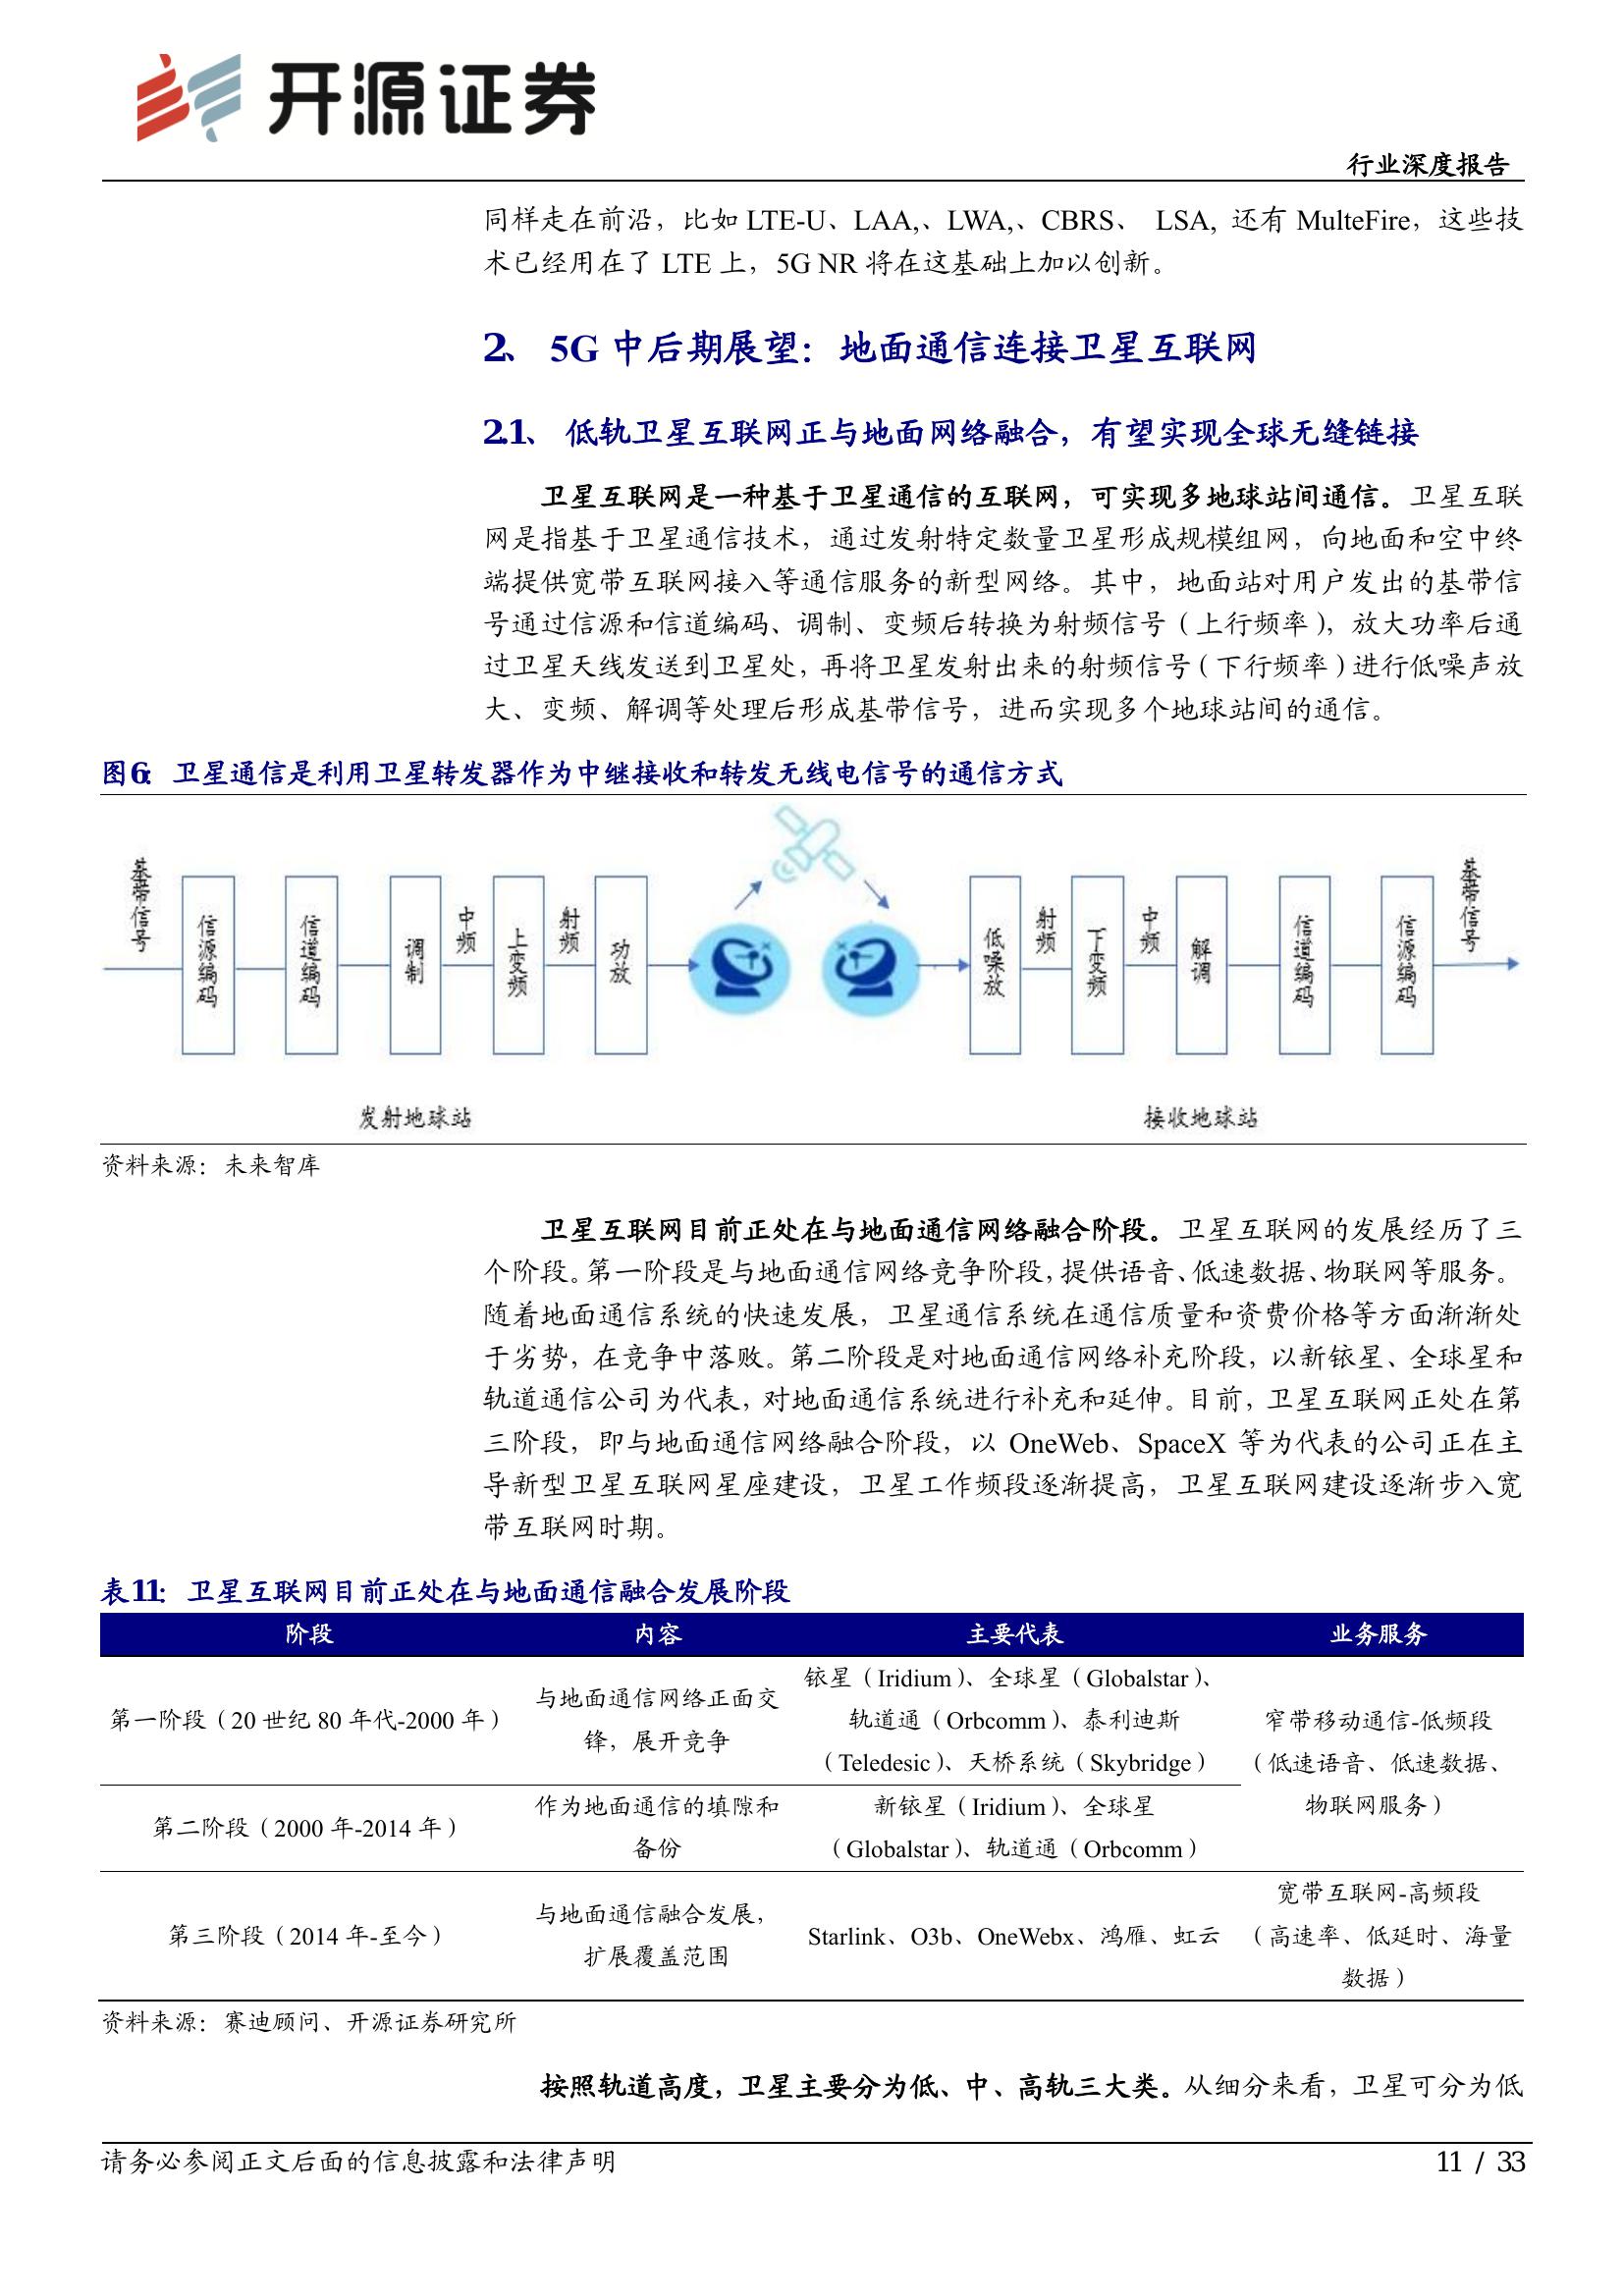 开源证券
行业深度报告
同样走在前沿，比如 LTE-U、LAA,、LWA,、CBRS、 LSA, 还有 MulteFire，这些技
术已经用在了 LTE 上，5G NR 将在这基础上加以创新。
2、 5G 中后期展望：地面通信连接卫星互联网
2.1、 低轨卫星互联网正与地面网络融合，有望实现全球无缝链接
卫星互联网是一种基于卫星通信的互联网，可实现多地球站间通信。卫星互联
网是指基于卫星通信技术，通过发射特定数量卫星形成规模组网，向地面和空中终
端提供宽带互联网接入等通信服务的新型网络。其中，地面站对用户发出的基带信
号通过信源和信道编码、调制、变频后转换为射频信号（上行频率），放大功率后通
过卫星天线发送到卫星处，再将卫星发射出来的射频信号（下行频率）进行低噪声放
大、变频、解调等处理后形成基带信号，进而实现多个地球站间的通信。
图6：卫星通信是利用卫星转发器作为中继接收和转发无线电信号的通信方式
基带信号
信源编码
信道编码
调制
中频
上变频
射频
功放
低噪放
射频
下变频
中频
解调
信道编码
信源编码
基带信号
发射地球站
接收地球站
资料来源：未来智库
卫星互联网目前正处在与地面通信网络融合阶段。卫星互联网的发展经历了三
个阶段。第一阶段是与地面通信网络竞争阶段，提供语音、低速数据、物联网等服务。
随着地面通信系统的快速发展，卫星通信系统在通信质量和资费价格等方面渐渐处
于劣势，在竞争中落败。第二阶段是对地面通信网络补充阶段，以新铱星、全球星和
轨道通信公司为代表，对地面通信系统进行补充和延伸。目前，卫星互联网正处在第
三阶段，即与地面通信网络融合阶段，以 OneWeb、SpaceX 等为代表的公司正在主
导新型卫星互联网星座建设，卫星工作频段逐渐提高，卫星互联网建设逐渐步入宽
带互联网时期。
表11：卫星互联网目前正处在与地面通信融合发展阶段
阶段 内容 主要代表 业务服务
第一阶段（20 世纪 80 年代-2000 年）
与地面通信网络正面交
锋，展开竞争
铱星（Iridium）、全球星（Globalstar）、
轨道通（Orbcomm）、泰利迪斯
（Teledesic）、天桥系统（Skybridge）
窄带移动通信-低频段
（低速语音、低速数据、
物联网服务）
第二阶段（2000 年-2014 年）
作为地面通信的填隙和
备份
新铱星（Iridium）、全球星
（Globalstar）、轨道通（Orbcomm）
第三阶段（2014 年-至今）
与地面通信融合发展，
扩展覆盖范围
Starlink、O3b、OneWebx、鸿雁、虹云
宽带互联网-高频段
（高速率、低延时、海量
数据）
资料来源：赛迪顾问、开源证券研究所
按照轨道高度，卫星主要分为低、中、高轨三大类。从细分来看，卫星可分为低
请务必参阅正文后面的信息披露和法律声明
11 / 33